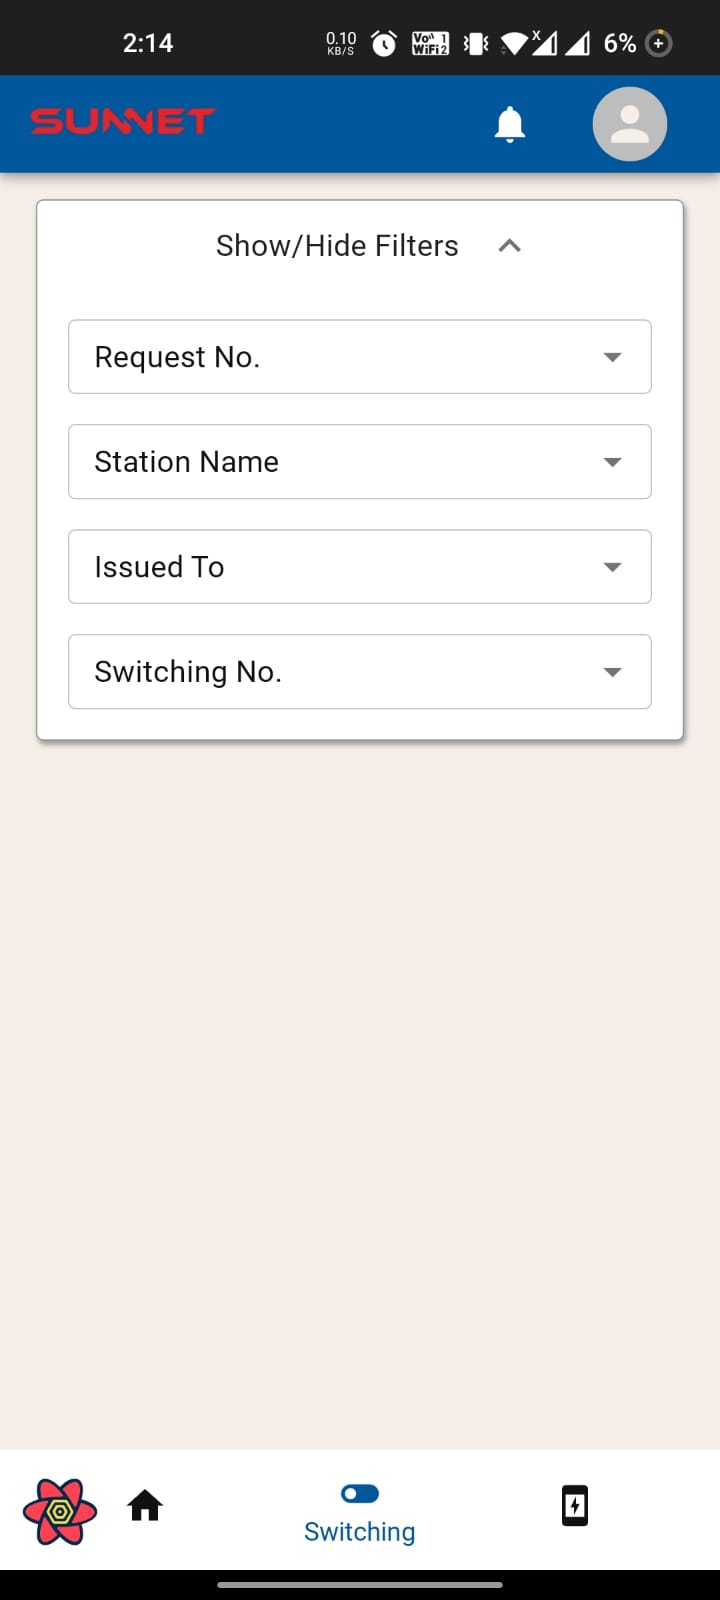 2:14
0.10
KB/S
Vo 1
WiFi 2
6%
SUNNET
Show/Hide Filters
Request No.
Station Name
Issued To
Switching No.
Switching